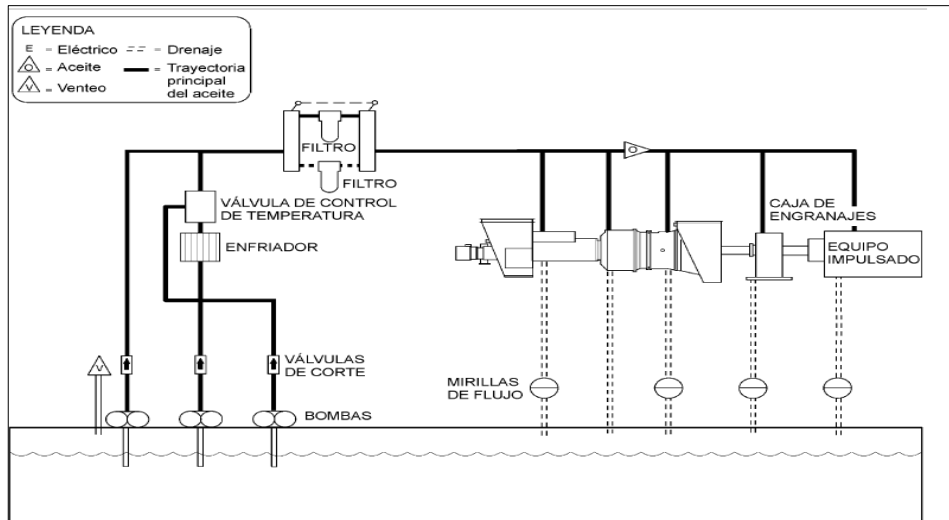 LEYENDA
E = Eléctrico = Drenaje
O = Aceite = Trayectoria
principal
del aceite
V = Venteo
FILTRO
FILTRO
O
VÁLVULA DE CONTROL
DE TEMPERATURA
ENFRIADOR
CAJA DE
ENGRANAJES
EQUIPO
IMPULSADO
V
VÁLVULAS
DE CORTE
MIRILLAS
DE FLUJO
BOMBAS